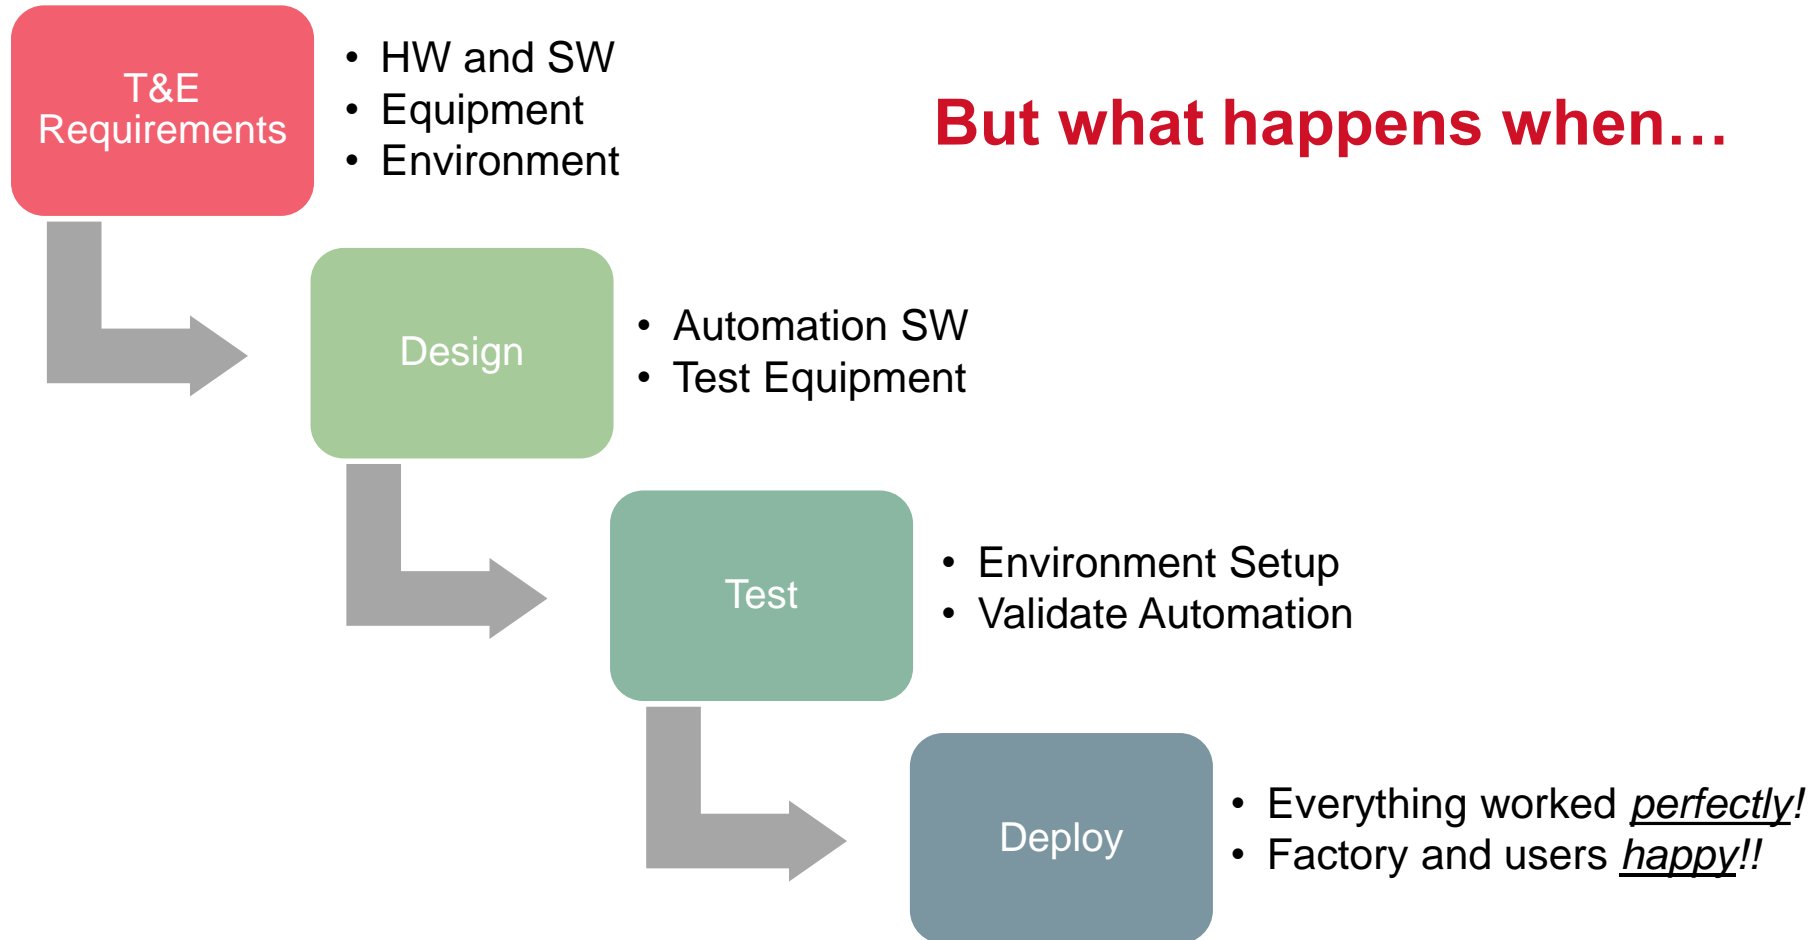 T&E
Requirements
• HW and SW
• Equipment
• Environment
But what happens when…
Design
• Automation SW
• Test Equipment
Test
• Environment Setup
• Validate Automation
Deploy
• Everything worked perfectly!
• Factory and users happy!!